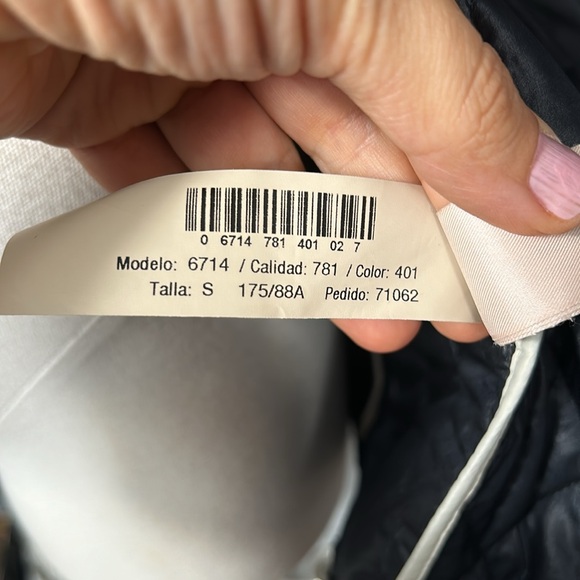 0 6714 781 401 02 7
Modelo: 6714 / Calidad: 781 / Color: 401
Talla: S 175/88A Pedido: 71062